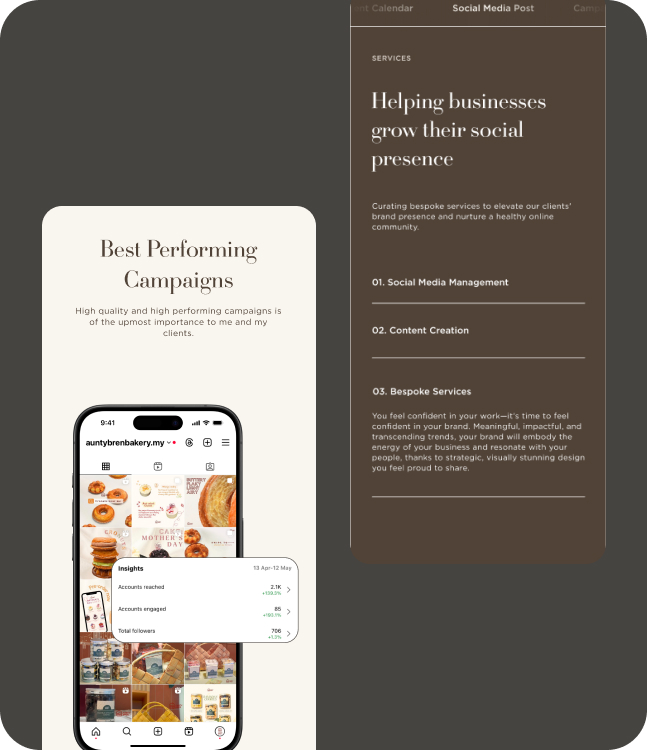 Social Media Post
Calendar
SERVICES
Helping businesses
grow their social
presence
Curating bespoke services to elevate our clients'
brand presence and nurture a healthy online
community.
01. Social Media Management
02. Content Creation
03. Bespoke Services
You feel confident in your work—it's time to feel
confident in your brand. Meaningful, impactful, and
transcending trends, your brand will embody the
energy of your business and resonate with your
people, thanks to strategic, visually stunning design
you feel proud to share.
Best Performing
Campaigns
High quality and high performing campaigns is
of the upmost importance to me and my
clients.
9:41
auntybrenbakery.my
MOTHER'S
DAY
Insights
13 Apr-12 May
Accounts reached
2.1K
Accounts engaged
85
Total followers
706
+1.3%